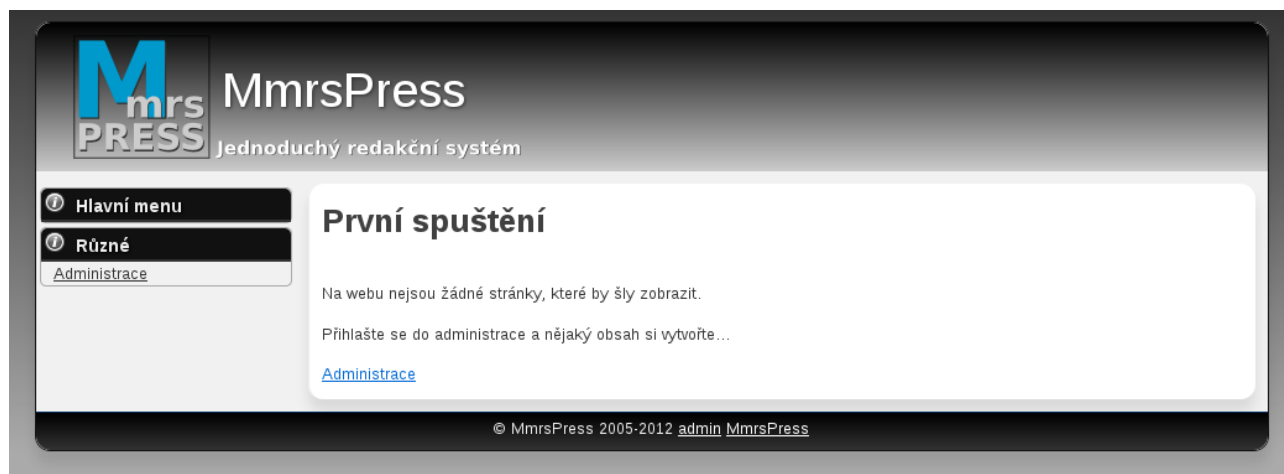 Mmrs
PRESS
MmrsPress
Jednoduchý redakční systém
Hlavní menu
Různé
Administrace
První spuštění
Na webu nejsou žádné stránky, které by šly zobrazit.
Přihlašte se do administrace a nějaký obsah si vytvořte...
Administrace
© MmrsPress 2005-2012 admin MmrsPress